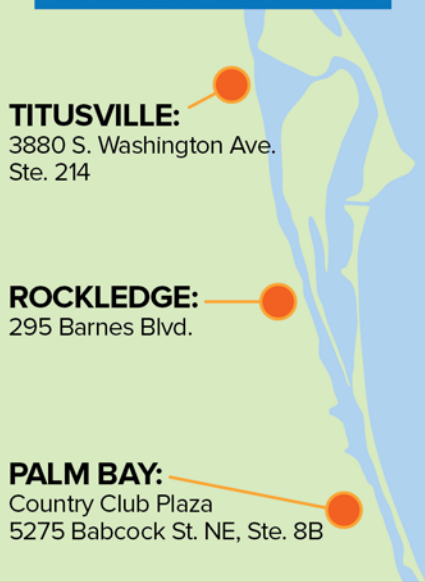 TITUSVILLE:
3880 S. Washington Ave.
Ste. 214
ROCKLEDGE:
295 Barnes Blvd.
PALM BAY:
Country Club Plaza
5275 Babcock St. NE, Ste. 8B